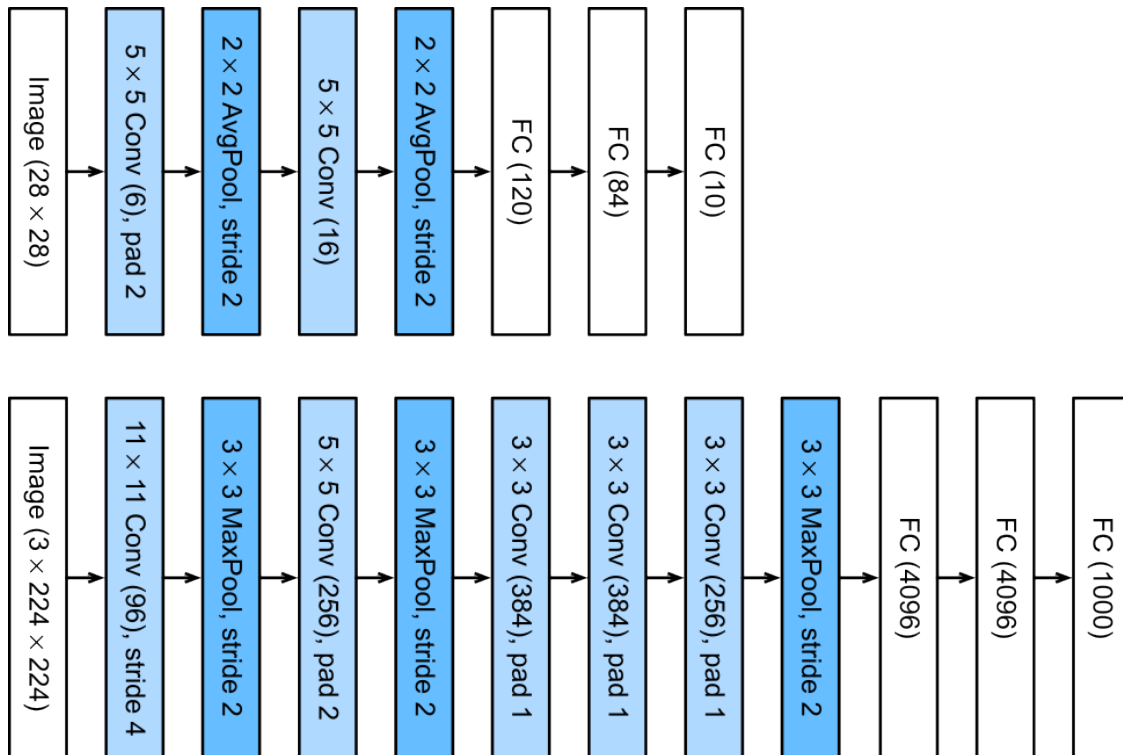 Image (28 × 28)
5 × 5 Conv (6), pad 2
2 × 2 AvgPool, stride 2
5 × 5 Conv (16)
2 × 2 AvgPool, stride 2
FC (120)
FC (84)
FC (10)
Image (3 × 224 × 224)
11 × 11 Conv (96), stride 4
3 × 3 MaxPool, stride 2
5 × 5 Conv (256), pad 2
3 × 3 MaxPool, stride 2
3 × 3 Conv (384), pad 1
3 × 3 Conv (384), pad 1
3 × 3 Conv (256), pad 1
3 × 3 MaxPool, stride 2
FC (4096)
FC (4096)
FC (1000)